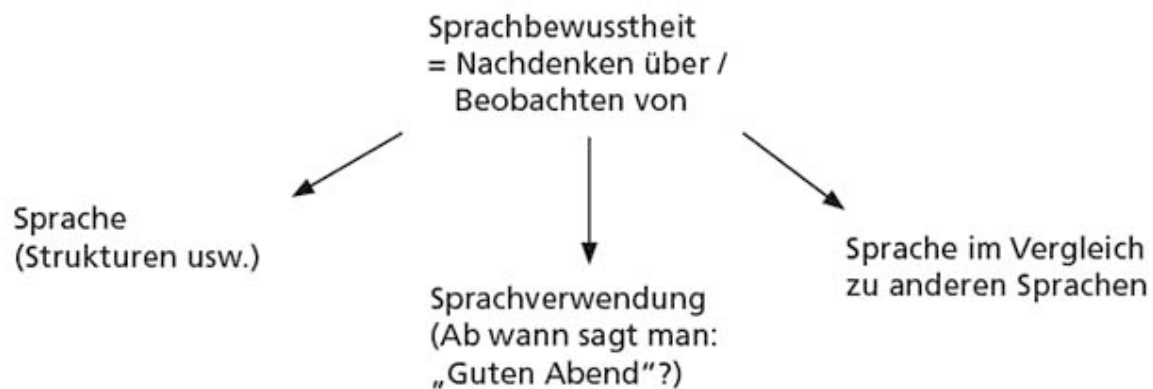 Sprachbewusstheit
= Nachdenken über /
Beobachten von
Sprache
(Strukturen usw.)
Sprachverwendung
(Ab wann sagt man:
„Guten Abend“?)
Sprache im Vergleich
zu anderen Sprachen